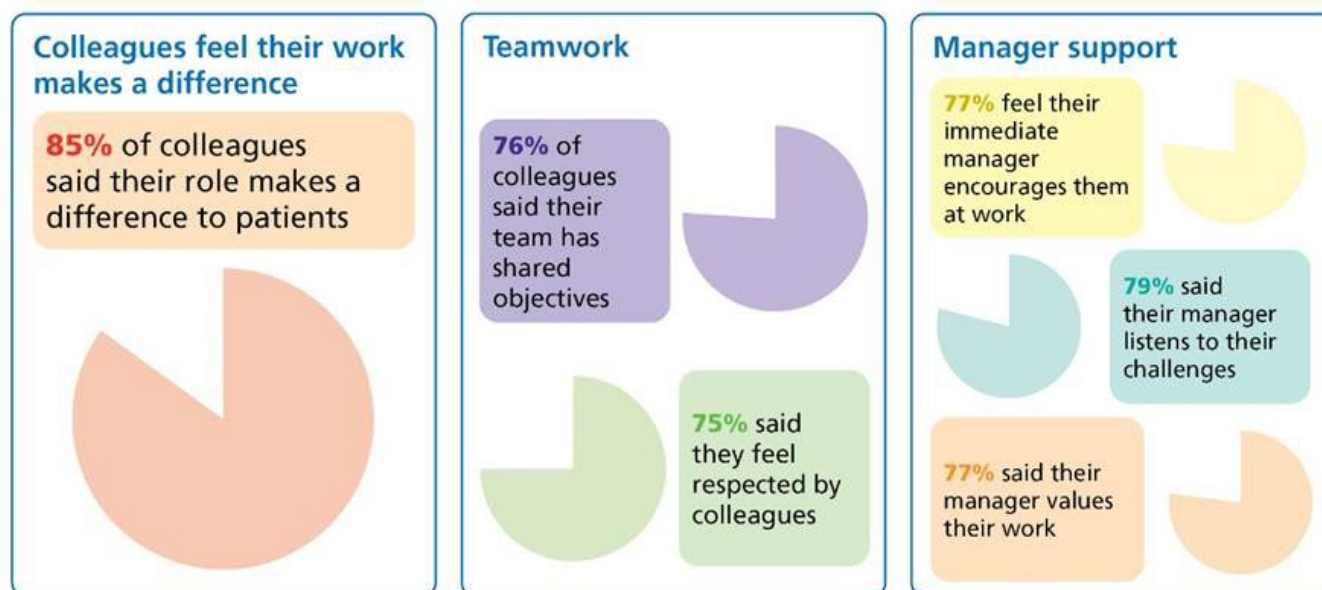 Colleagues feel their work
makes a difference
85% of colleagues
said their role makes a
difference to patients
Teamwork
76% of
colleagues
said their
team has
shared
objectives
75% said
they feel
respected by
colleagues
Manager support
77% feel their
immediate
manager
encourages them
at work
79% said
their manager
listens to their
challenges
77% said their
manager values
their work